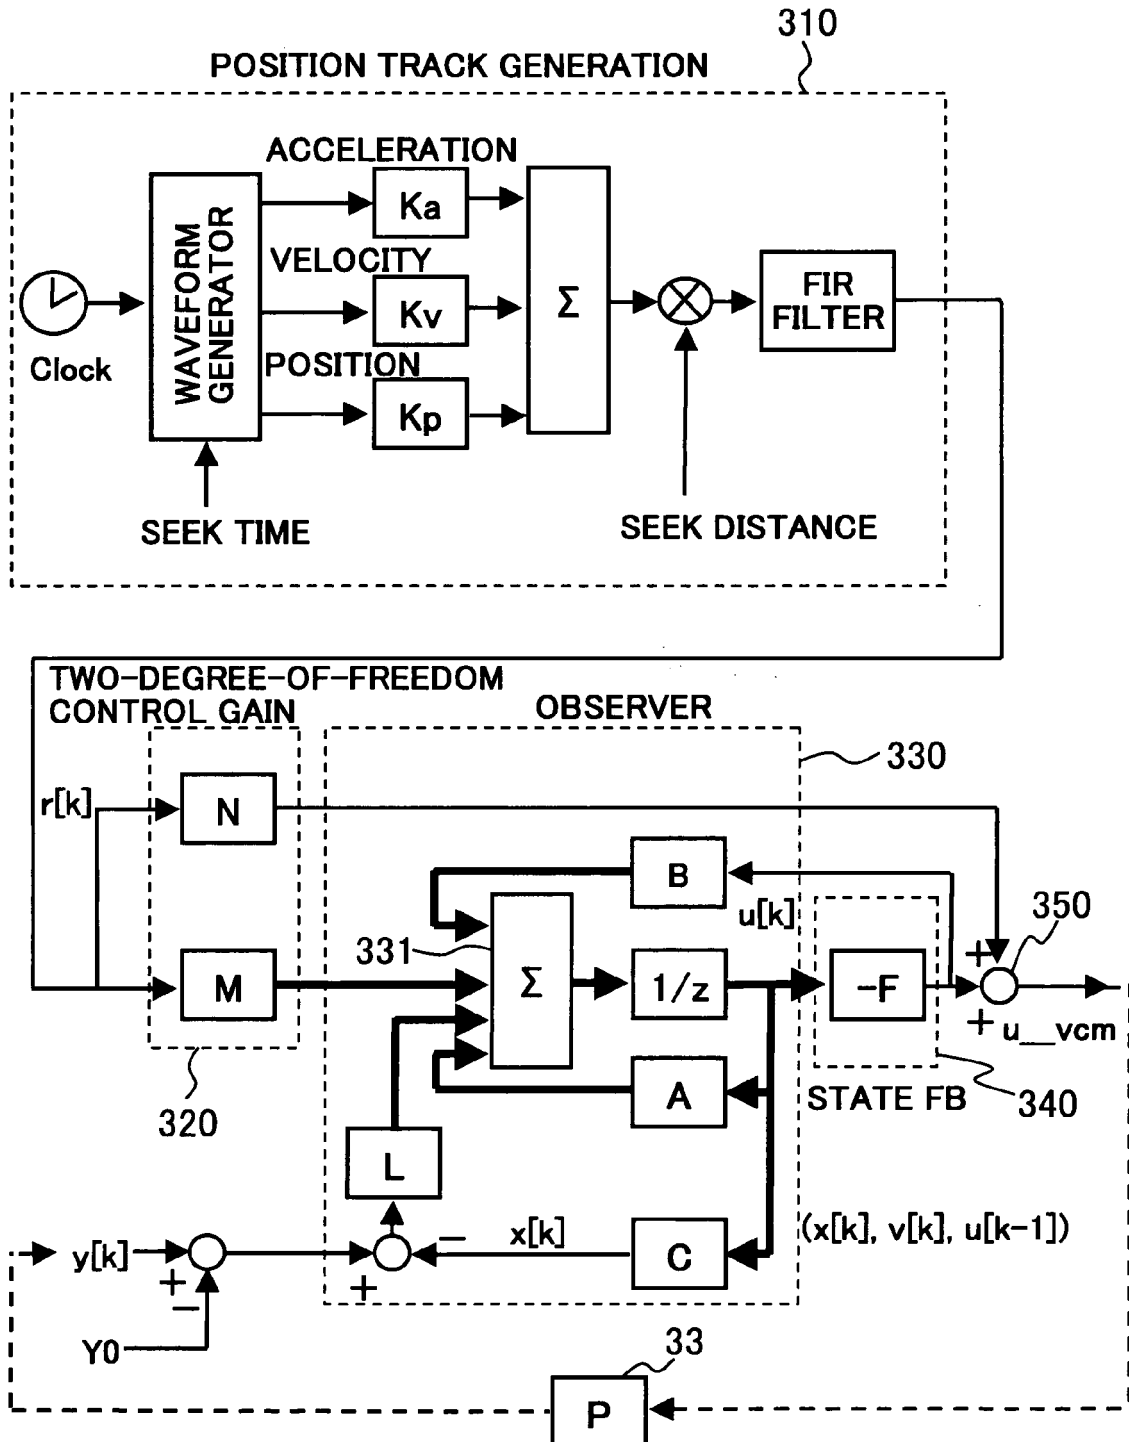 310
POSITION TRACK GENERATION
ACCELERATION
Ka
WAVEFORM
GENERATOR
VELOCITY
Kv
Σ
FIR
FILTER
Clock
POSITION
Kp
SEEK TIME
SEEK DISTANCE
TWO-DEGREE-OF-FREEDOM
CONTROL GAIN
OBSERVER
330
r[k]
N
B
u[k]
350
331
+
M
Σ
1/z
-F
+
u__vcm
A
STATE FB
340
320
L
y[k]
x[k]
−
(x[k], v[k], u[k-1])
C
+
−
+
Y0
33
P